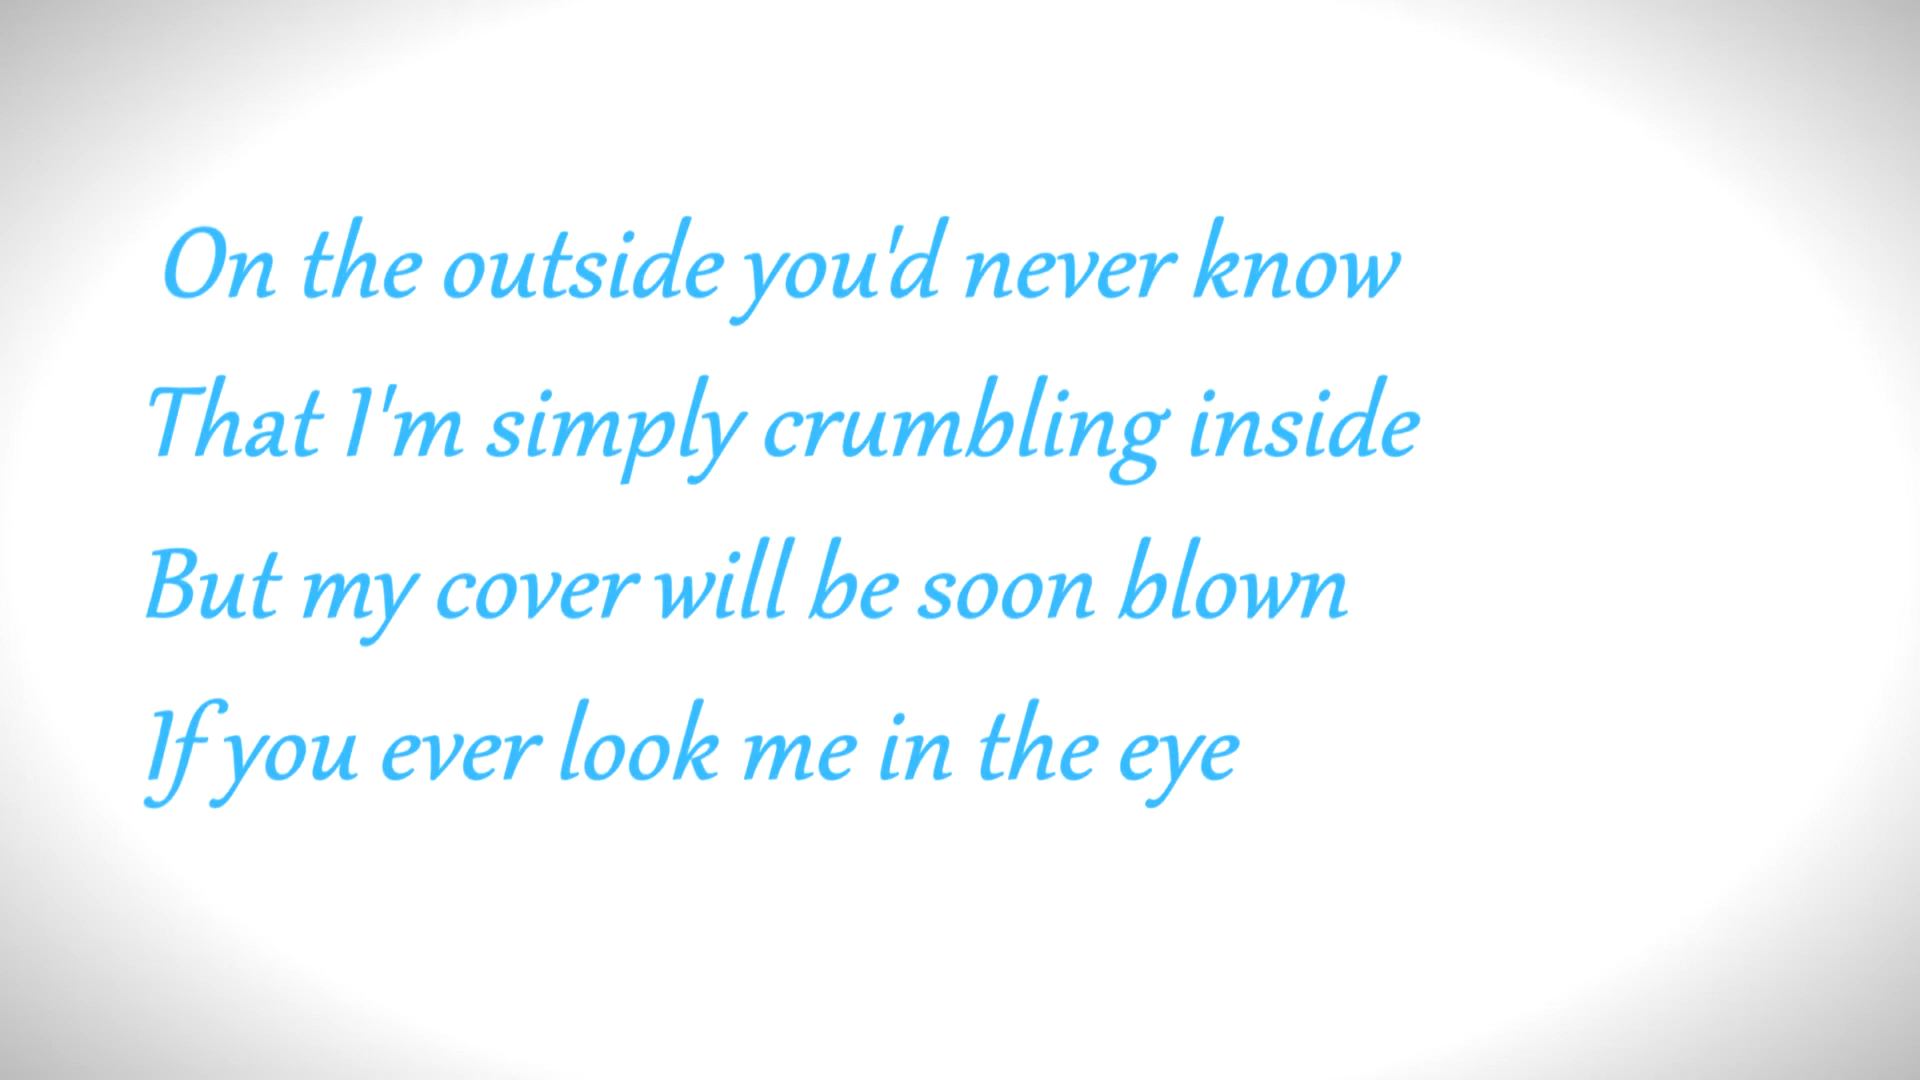 On the outside you'd never know
That I'm simply crumbling inside
But my cover will be soon blown
If you ever look me in the eye